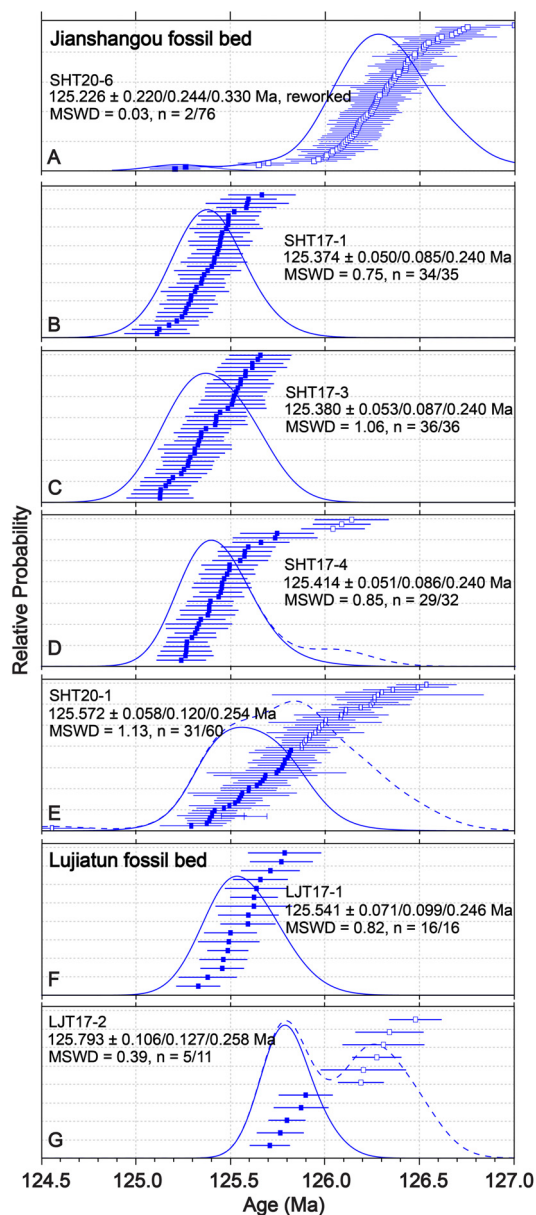 Jianshangou fossil bed
SHT20-6
125.226 ± 0.220/0.244/0.330 Ma, reworked
MSWD = 0.03, n = 2/76
A
SHT17-1
125.374 ± 0.050/0.085/0.240 Ma
MSWD = 0.75, n = 34/35
B
SHT17-3
125.380 ± 0.053/0.087/0.240 Ma
MSWD = 1.06, n = 36/36
C
Relative Probability
SHT17-4
125.414 ± 0.051/0.086/0.240 Ma
MSWD = 0.85, n = 29/32
D
SHT20-1
125.572 ± 0.058/0.120/0.254 Ma
MSWD = 1.13, n = 31/60
E
Lujiatun fossil bed
LJT17-1
125.541 ± 0.071/0.099/0.246 Ma
MSWD = 0.82, n = 16/16
F
LJT17-2
125.793 ± 0.106/0.127/0.258 Ma
MSWD = 0.39, n = 5/11
G
124.5 125.0 125.5 126.0 126.5 127.0
Age (Ma)